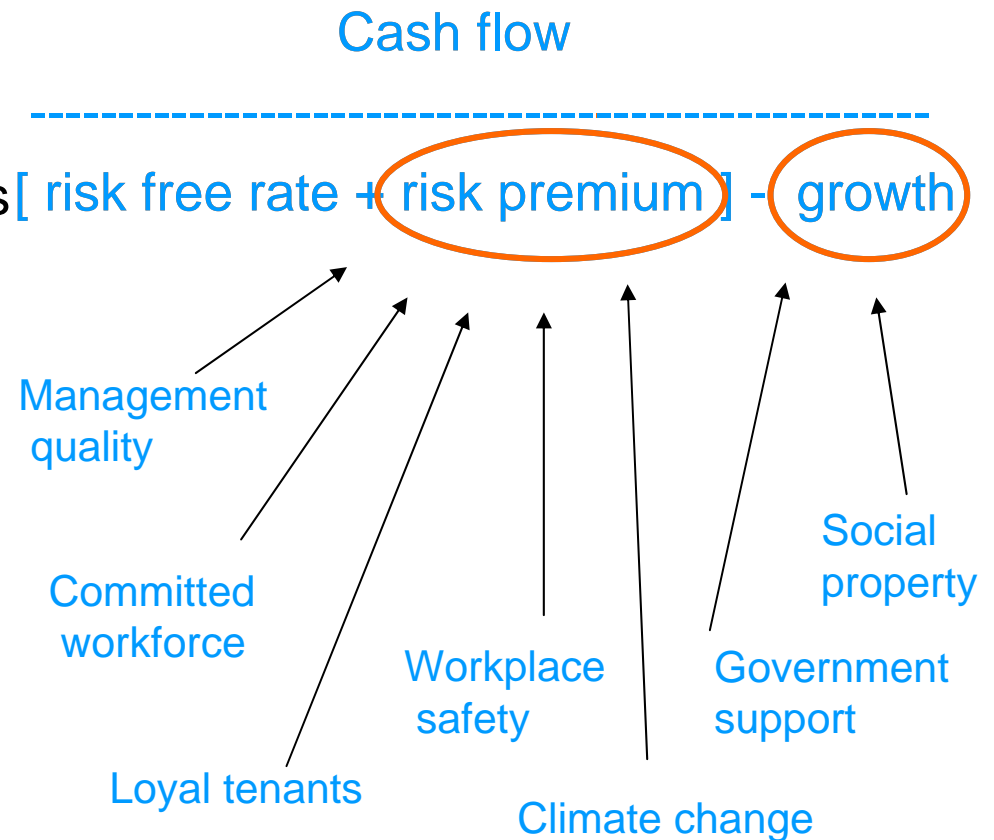 Cash flow
--------------------------------------------------
s[ risk free rate + risk premium ] - growth
Management
quality
Committed
workforce
Loyal tenants
Workplace
safety
Climate change
Government
support
Social
property